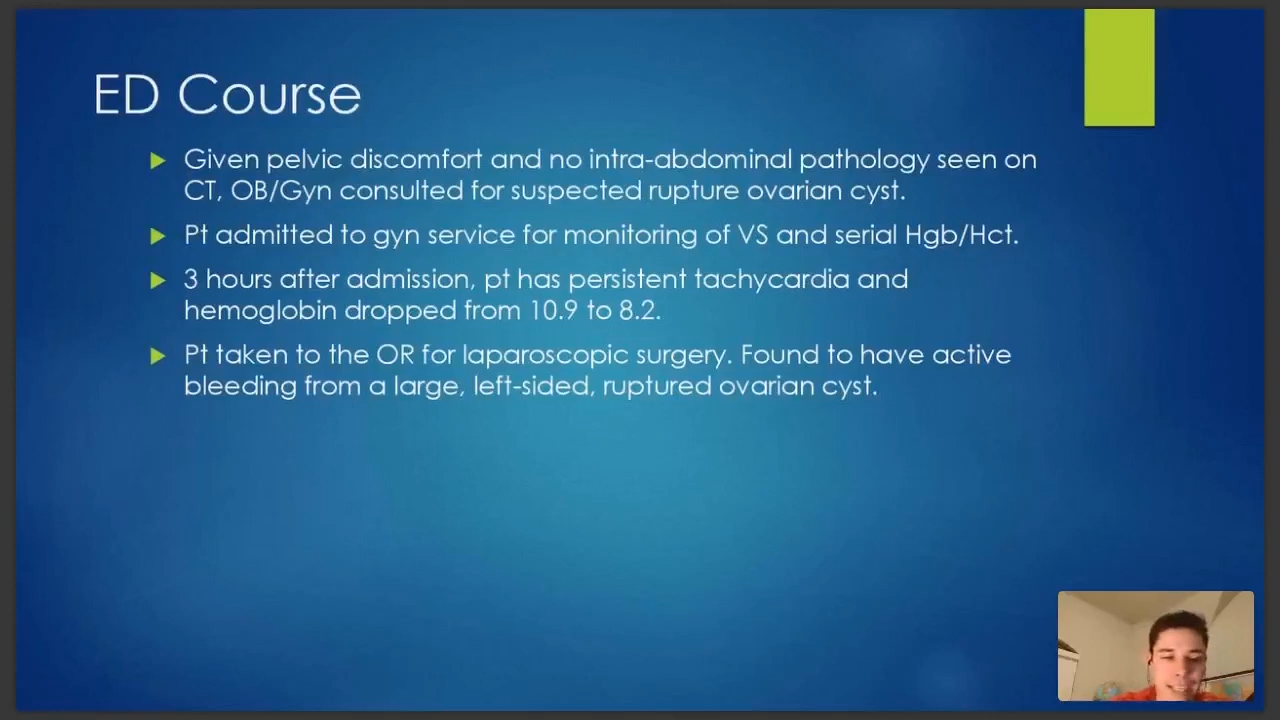 ED Course
Given pelvic discomfort and no intra-abdominal pathology seen on
CT, OB/Gyn consulted for suspected rupture ovarian cyst.
Pt admitted to gyn service for monitoring of VS and serial Hgb/Hct.
3 hours after admission, pt has persistent tachycardia and
hemoglobin dropped from 10.9 to 8.2.
Pt taken to the OR for laparoscopic surgery. Found to have active
bleeding from a large, left-sided, ruptured ovarian cyst.